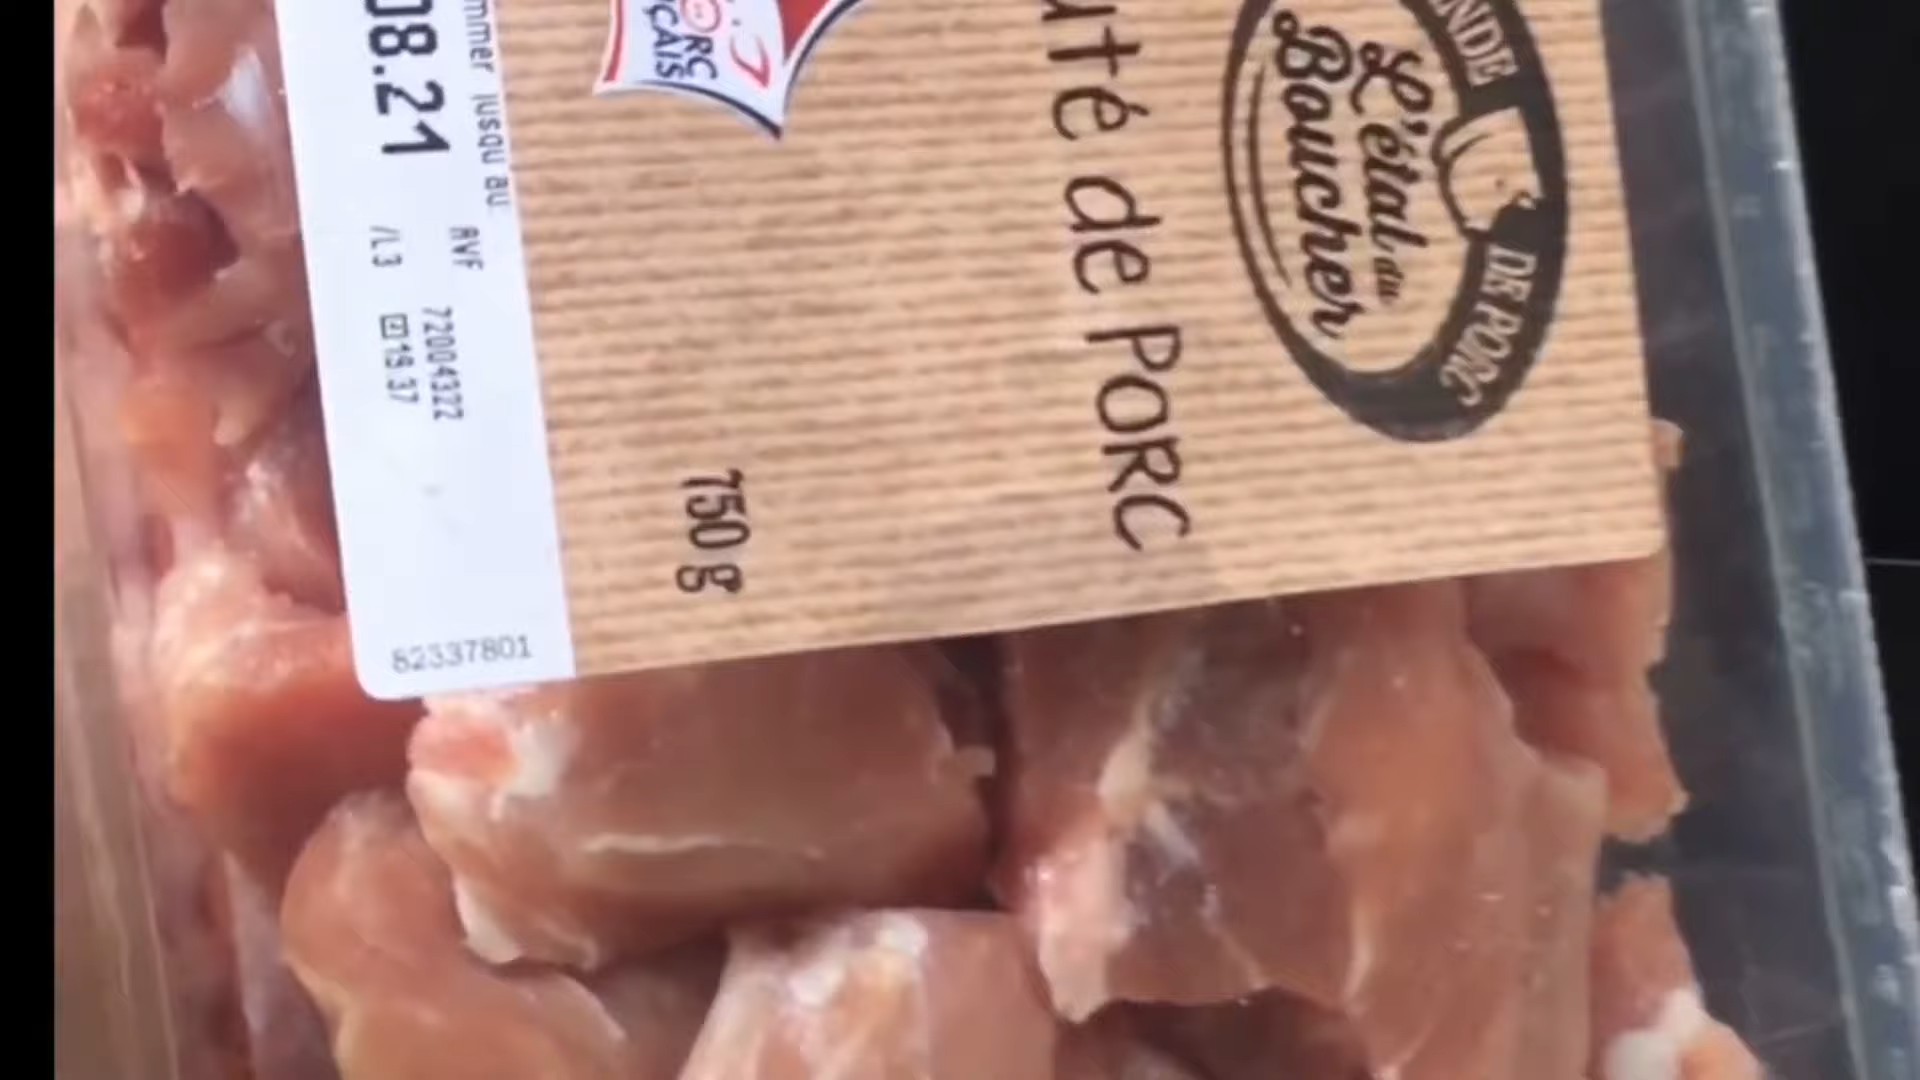 NDE
DE PORC
L'étal du
Boucher
uté de PORC
ORC
ÇAIS
750 g
mmer jusqu'au
08.21
RVF 72004322
/L3 19:37
82337801